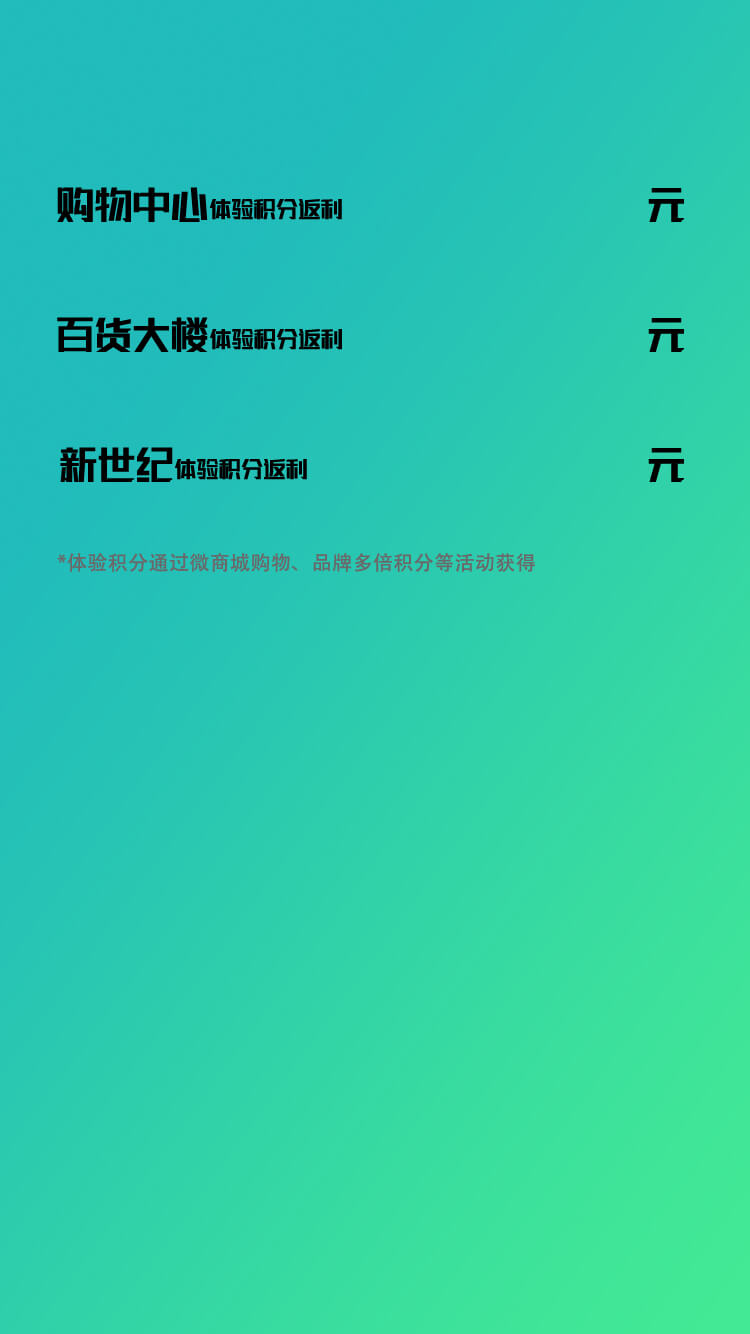 购物中心体验积分返利 元
百货大楼体验积分返利 元
新世纪体验积分返利 元
*体验积分通过微商城购物、品牌多倍积分等活动获得